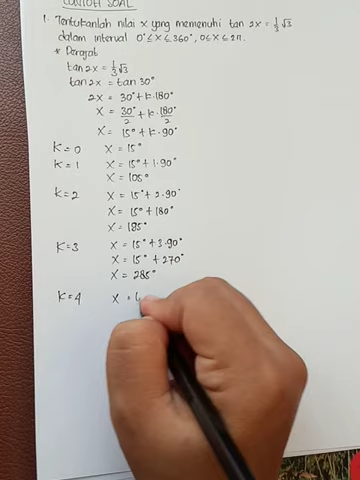 CONTOH SOAL
1. Tentukanlah nilai x yang memenuhi tan 2x = 1/3 √3
dalam interval 0° ≤ x ≤ 360°, 0 ≤ x ≤ 2π.
* Derajat
tan 2x = 1/3 √3
tan 2x = tan 30°
2x = 30° + k.180°
x = 30°/2 + k.180°/2
x = 15° + k.90°
K=0 x = 15°
K=1 x = 15° + 1.90°
x = 105°
K=2 x = 15° + 2.90°
x = 15° + 180°
x = 195°
K=3 x = 15° + 3.90°
x = 15° + 270°
x = 285°
K=4 x =